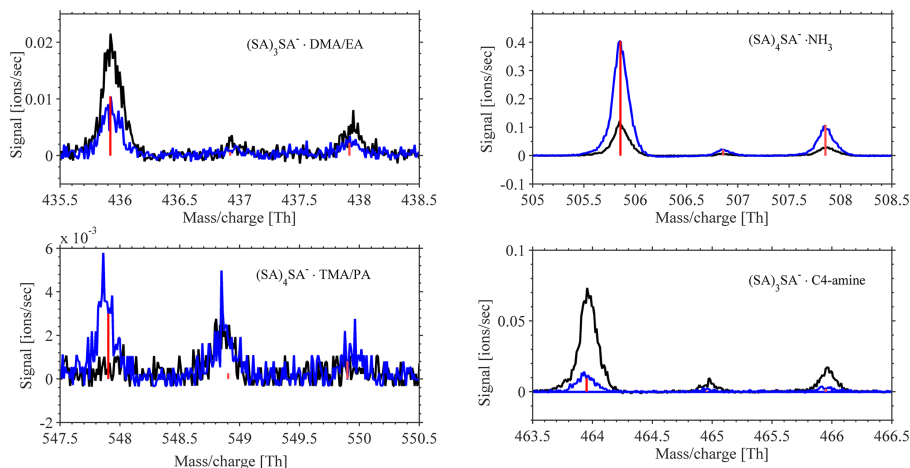 (SA)₃SA⁻ · DMA/EA
Signal [ions/sec]
0.02
0.01
0
435.5 436 436.5 437 437.5 438 438.5
Mass/charge [Th]
(SA)₄SA⁻ ·NH₃
Signal [ions/sec]
0.4
0.3
0.2
0.1
0
-0.1
505 505.5 506 506.5 507 507.5 508 508.5
Mass/charge [Th]
x 10⁻³
(SA)₄SA⁻ · TMA/PA
Signal [ions/sec]
6
4
2
0
-2
547.5 548 548.5 549 549.5 550 550.5
Mass/charge [Th]
(SA)₃SA⁻ · C4-amine
Signal [ions/sec]
0.1
0.05
0
463.5 464 464.5 465 465.5 466 466.5
Mass/charge [Th]